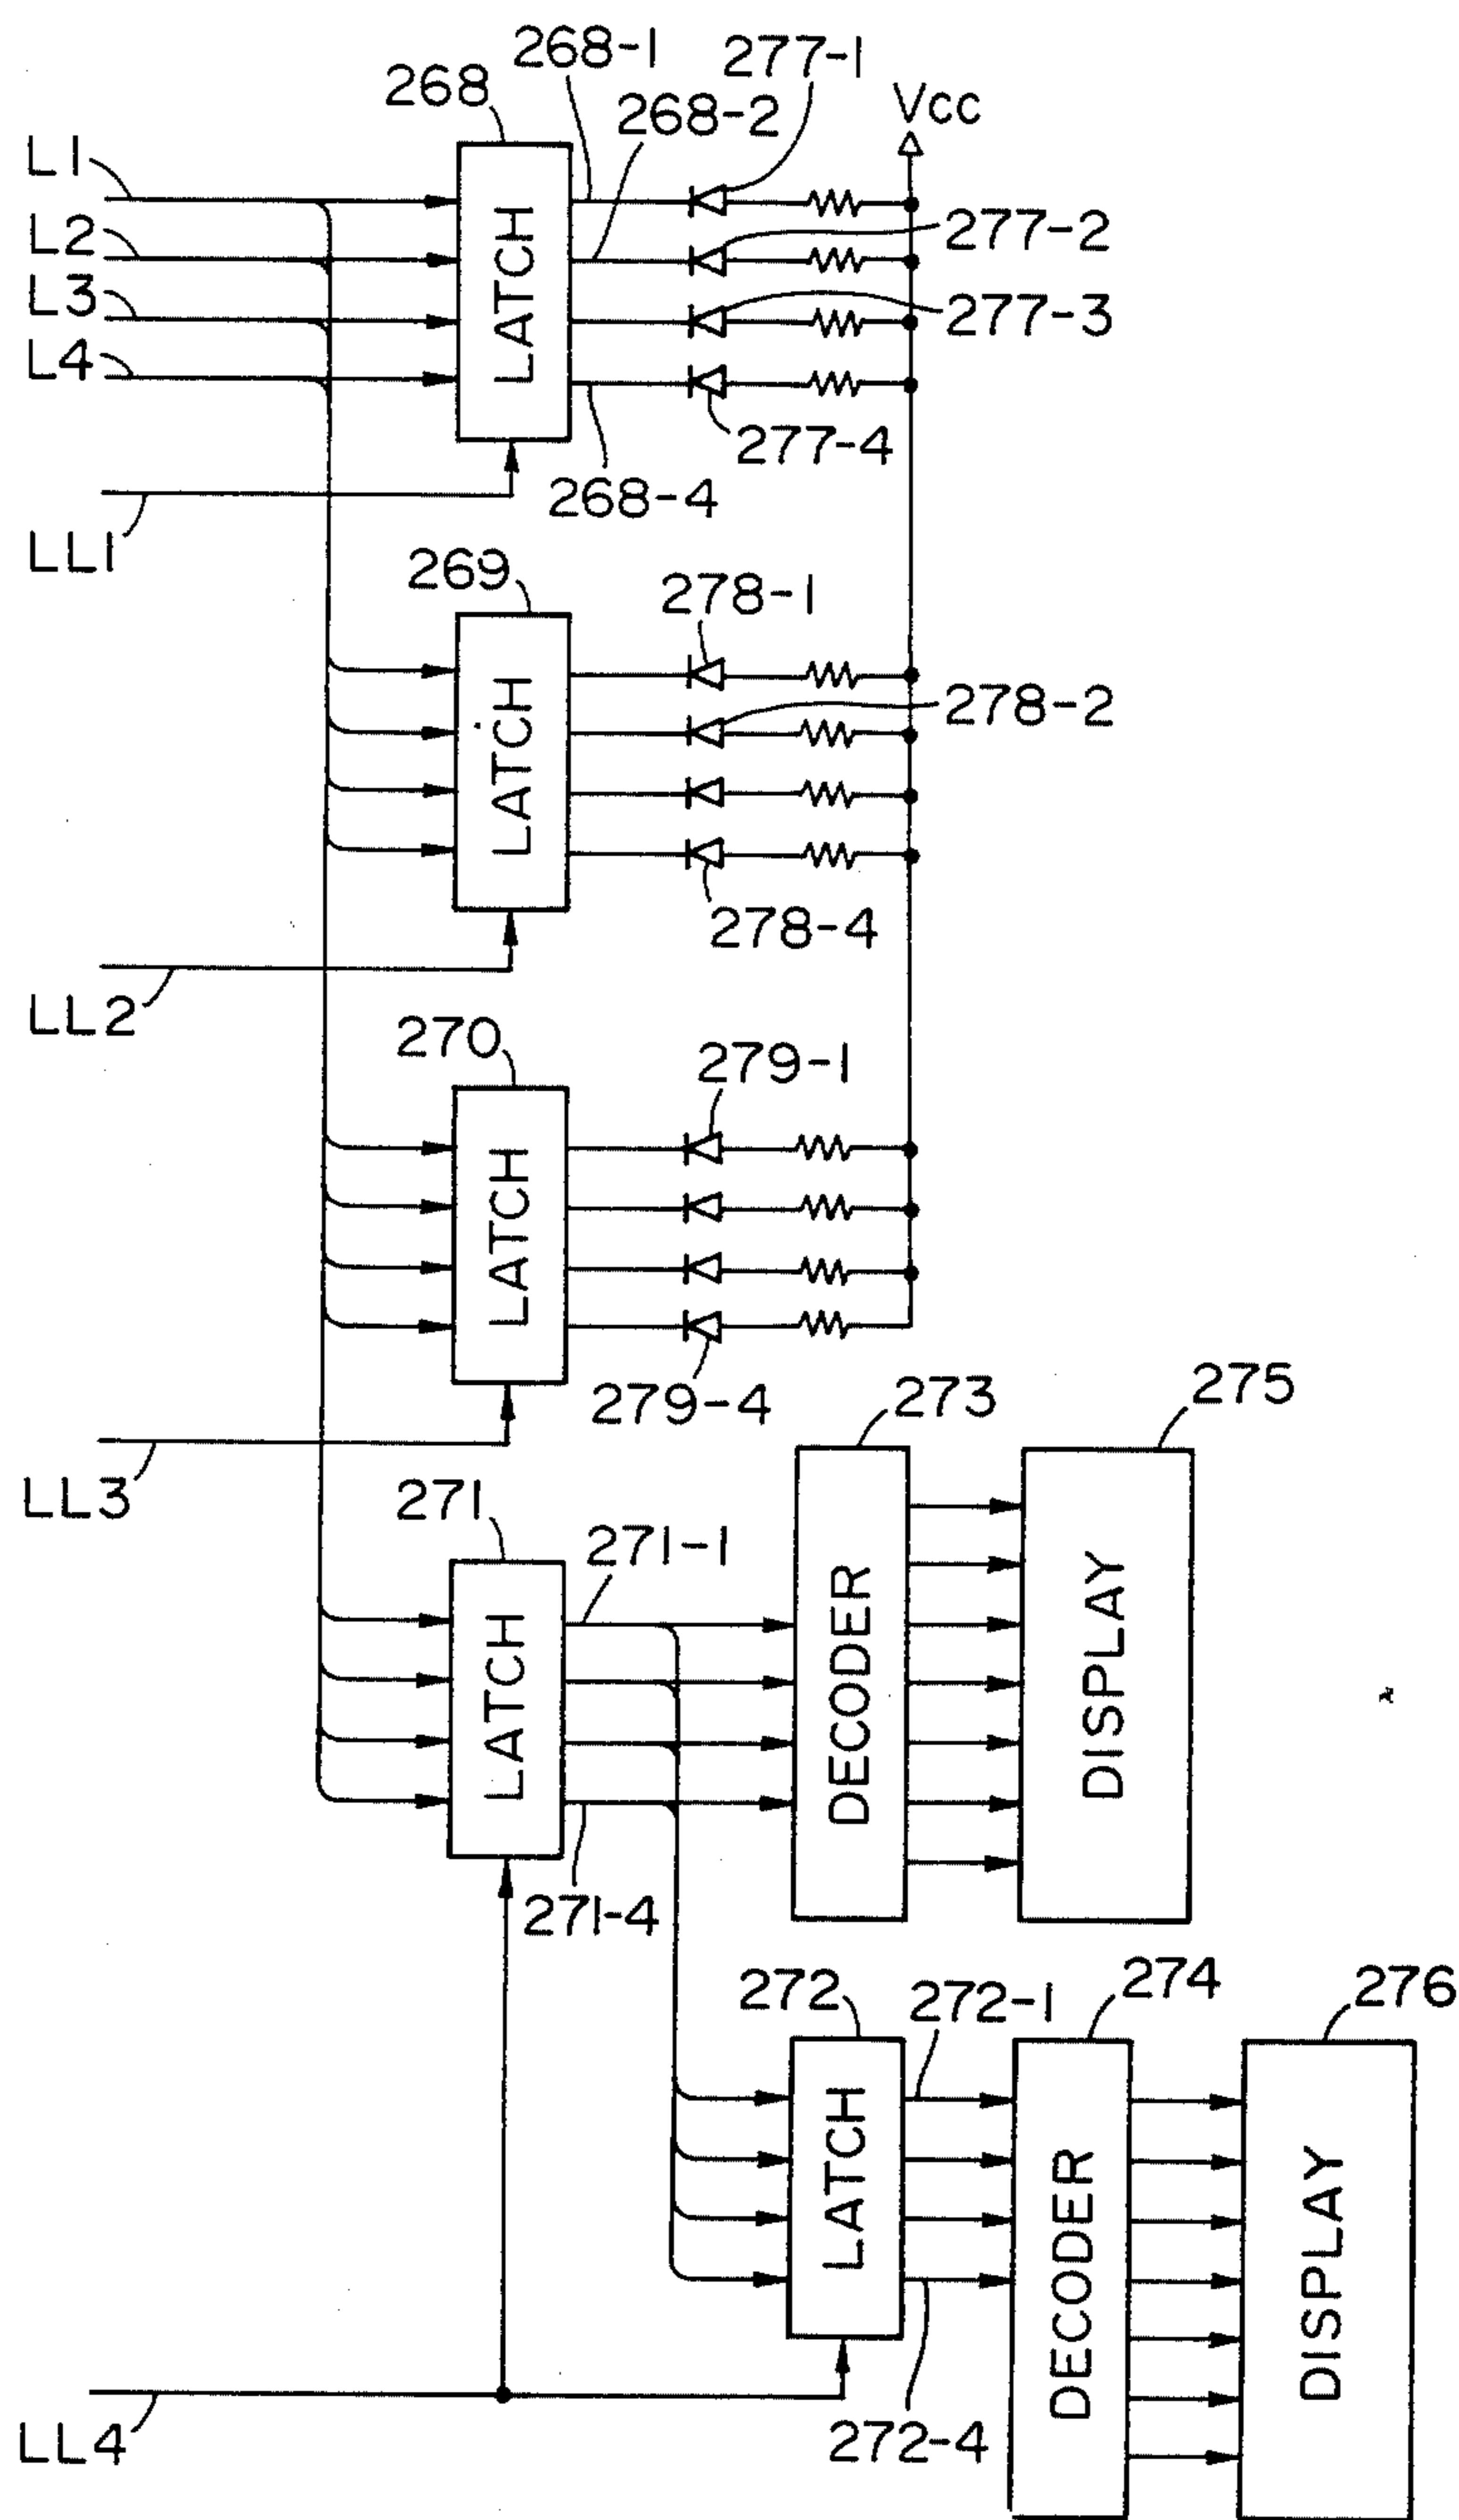 268-1
277-1
268
268-2
Vcc
L1
L2
277-2
L3
277-3
L4
LATCH
277-4
268-4
LL1
269
278-1
278-2
LATCH
278-4
LL2
270
279-1
LATCH
279-4
273
275
LL3
271
271-1
LATCH
DECODER
DISPLAY
271-4
272
272-1
274
276
LATCH
DECODER
DISPLAY
LL4
272-4